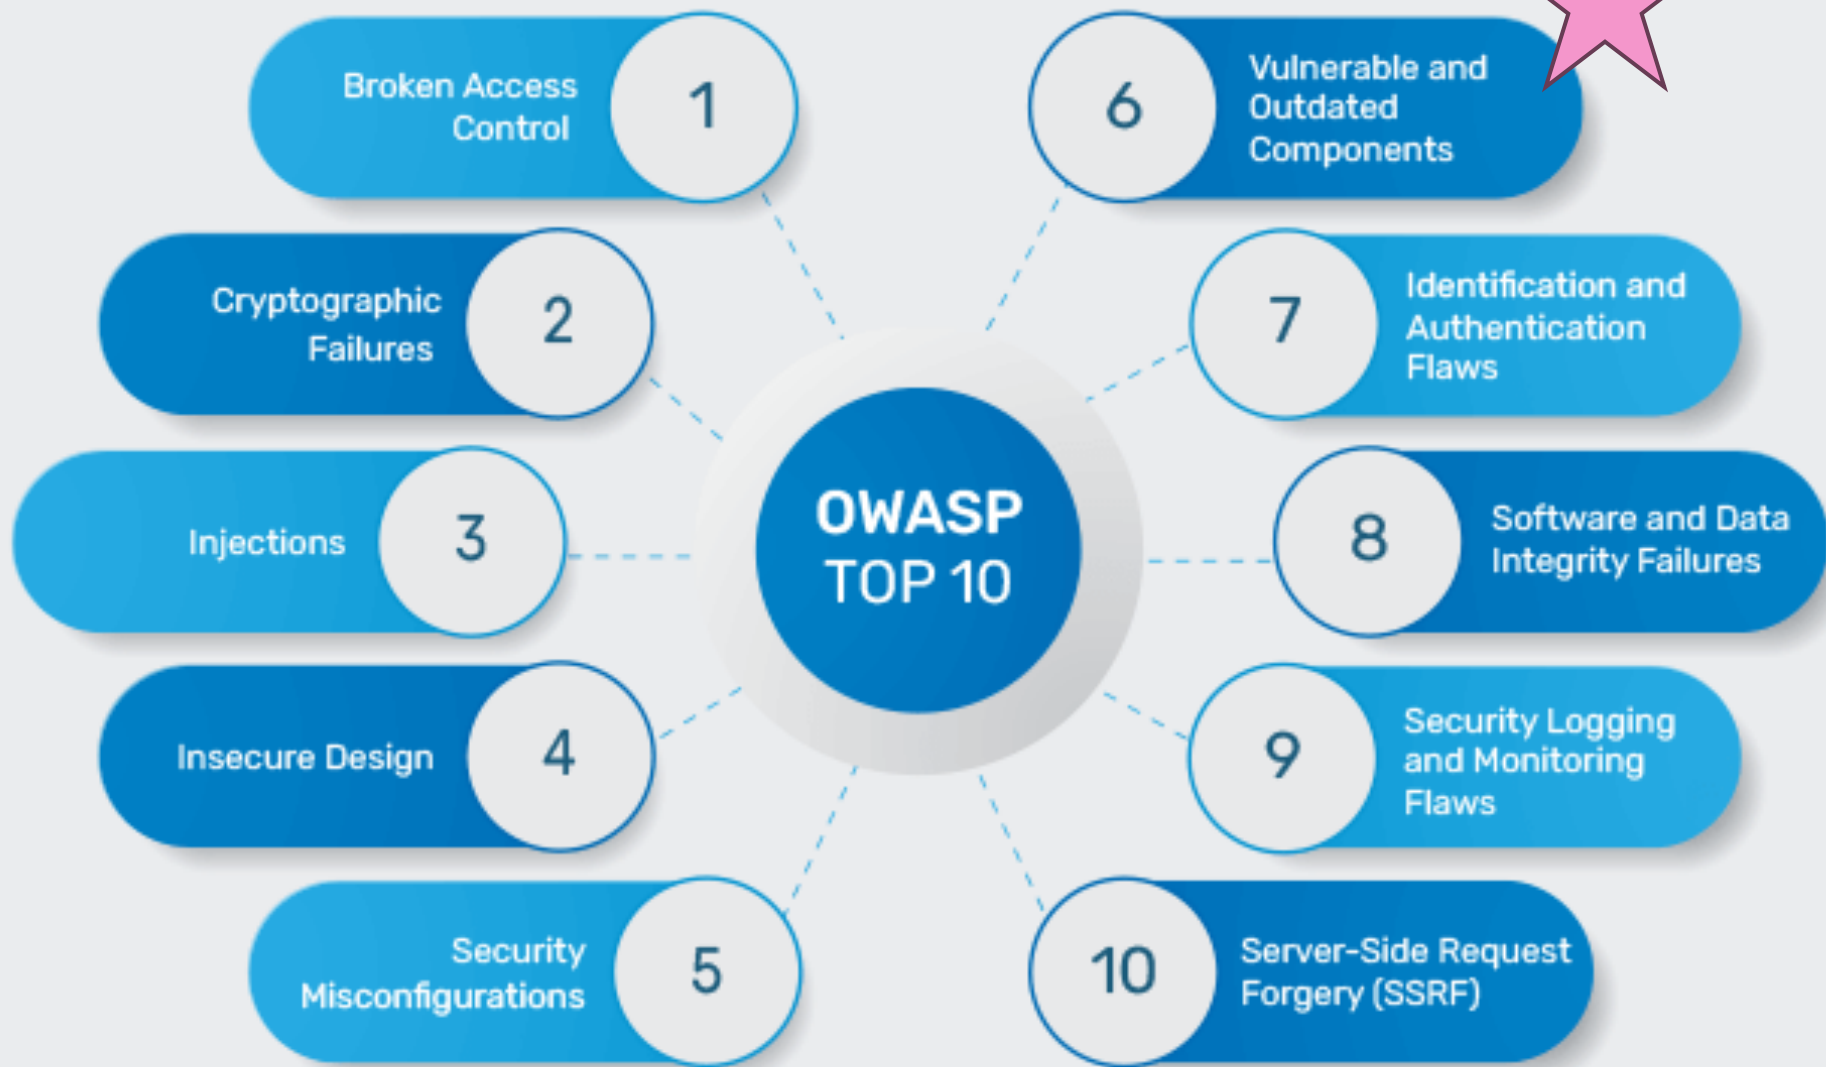 1
Broken Access
Control
2
Cryptographic
Failures
3
Injections
4
Insecure Design
5
Security
Misconfigurations
OWASP
TOP 10
6
Vulnerable and
Outdated
Components
7
Identification and
Authentication
Flaws
8
Software and Data
Integrity Failures
9
Security Logging
and Monitoring
Flaws
10
Server-Side Request
Forgery (SSRF)